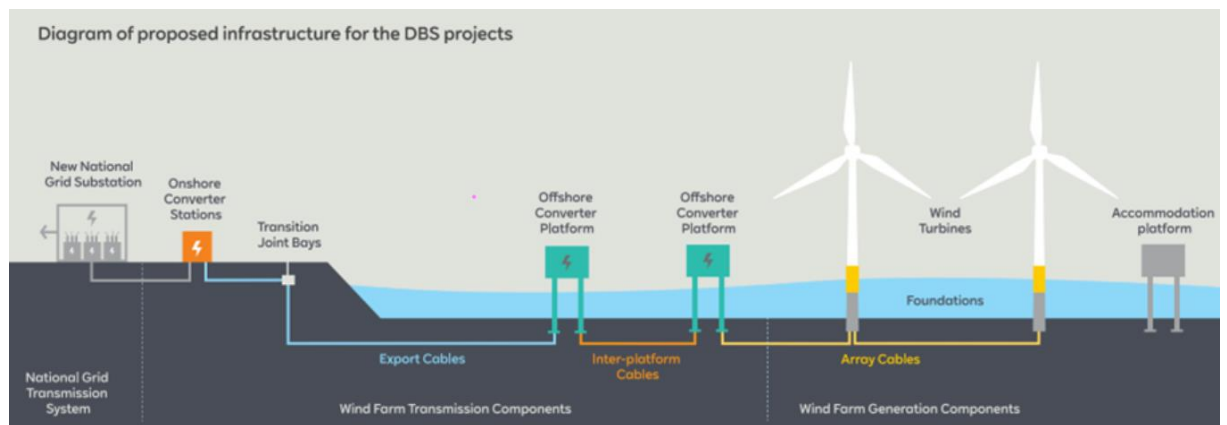 Diagram of proposed infrastructure for the DBS projects
New National
Grid Substation
Onshore
Converter
Stations
Transition
Joint Bays
Offshore
Converter
Platform
Offshore
Converter
Platform
Wind
Turbines
Accommodation
platform
Foundations
Export Cables
Inter-platform
Cables
Array Cables
National Grid
Transmission
System
Wind Farm Transmission Components
Wind Farm Generation Components